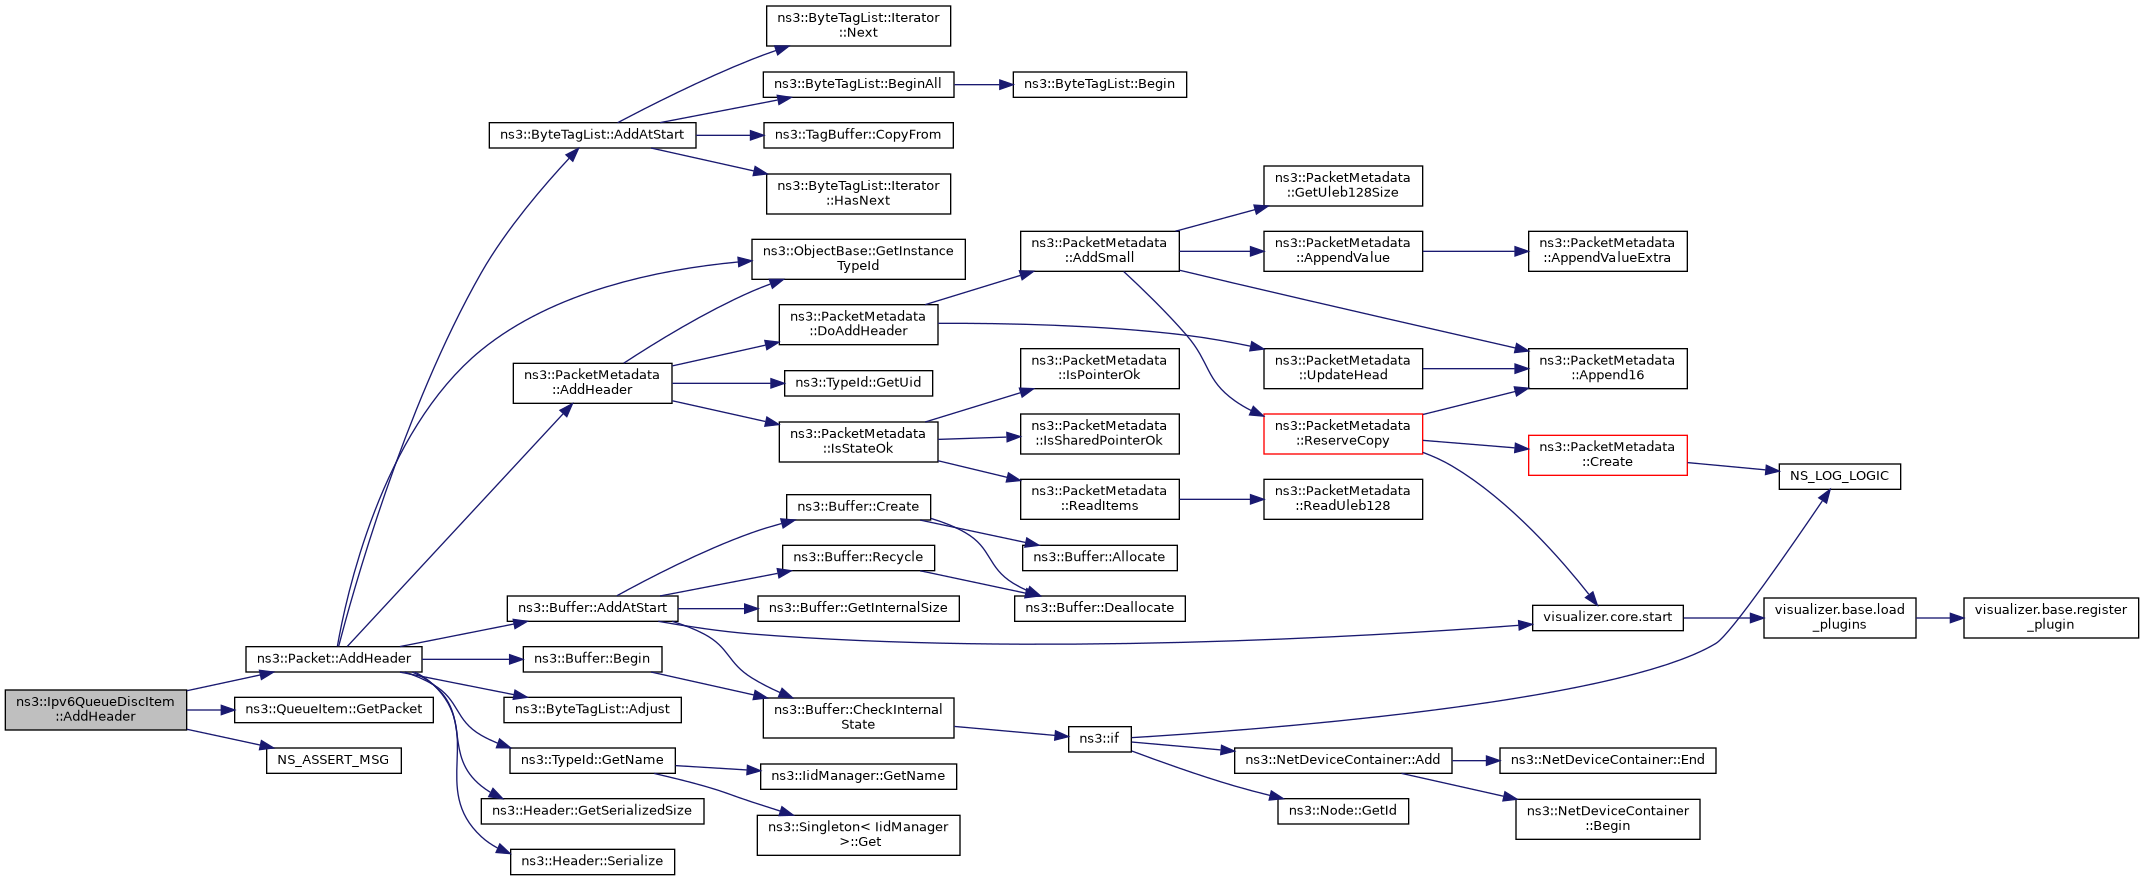 ns3::ByteTagList::Iterator
::Next
ns3::ByteTagList::BeginAll
ns3::ByteTagList::Begin
ns3::ByteTagList::AddAtStart
ns3::TagBuffer::CopyFrom
ns3::ByteTagList::Iterator
::HasNext
ns3::PacketMetadata
::GetUleb128Size
ns3::ObjectBase::GetInstance
TypeId
ns3::PacketMetadata
::AddSmall
ns3::PacketMetadata
::AppendValue
ns3::PacketMetadata
::AppendValueExtra
ns3::PacketMetadata
::DoAddHeader
ns3::PacketMetadata
::AddHeader
ns3::TypeId::GetUid
ns3::PacketMetadata
::IsPointerOk
ns3::PacketMetadata
::UpdateHead
ns3::PacketMetadata
::Append16
ns3::PacketMetadata
::IsStateOk
ns3::PacketMetadata
::IsSharedPointerOk
ns3::PacketMetadata
::ReserveCopy
ns3::PacketMetadata
::Create
NS_LOG_LOGIC
ns3::PacketMetadata
::ReadItems
ns3::PacketMetadata
::ReadUleb128
ns3::Buffer::Create
ns3::Buffer::Recycle
ns3::Buffer::Allocate
ns3::Buffer::AddAtStart
ns3::Buffer::GetInternalSize
ns3::Buffer::Deallocate
visualizer.core.start
visualizer.base.load
_plugins
visualizer.base.register
_plugin
ns3::Packet::AddHeader
ns3::Buffer::Begin
ns3::Ipv6QueueDiscItem
::AddHeader
ns3::QueueItem::GetPacket
ns3::ByteTagList::Adjust
ns3::Buffer::CheckInternal
State
ns3::if
NS_ASSERT_MSG
ns3::TypeId::GetName
ns3::IidManager::GetName
ns3::NetDeviceContainer::Add
ns3::NetDeviceContainer::End
ns3::Header::GetSerializedSize
ns3::Singleton< IidManager
>::Get
ns3::Node::GetId
ns3::NetDeviceContainer
::Begin
ns3::Header::Serialize